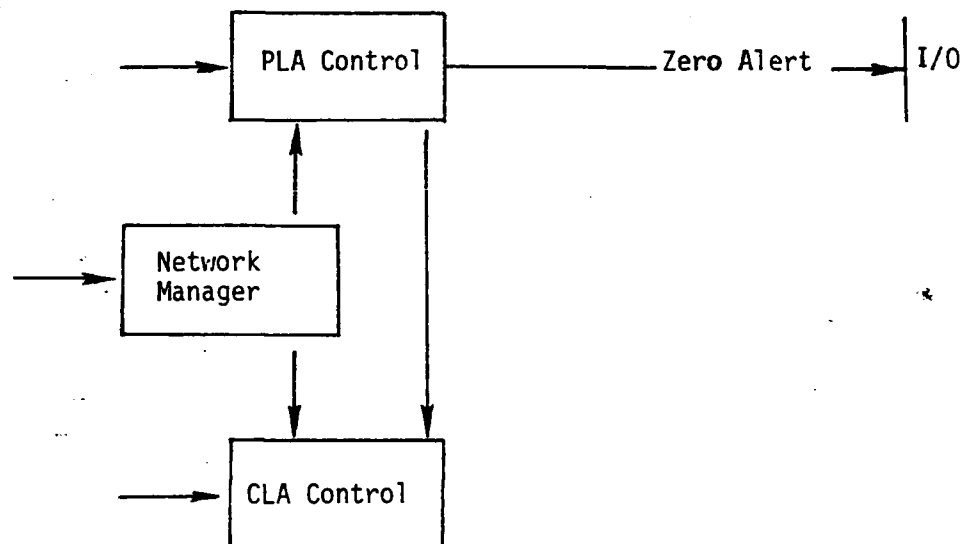 PLA Control
Zero Alert
I/O
Network
Manager
CLA Control